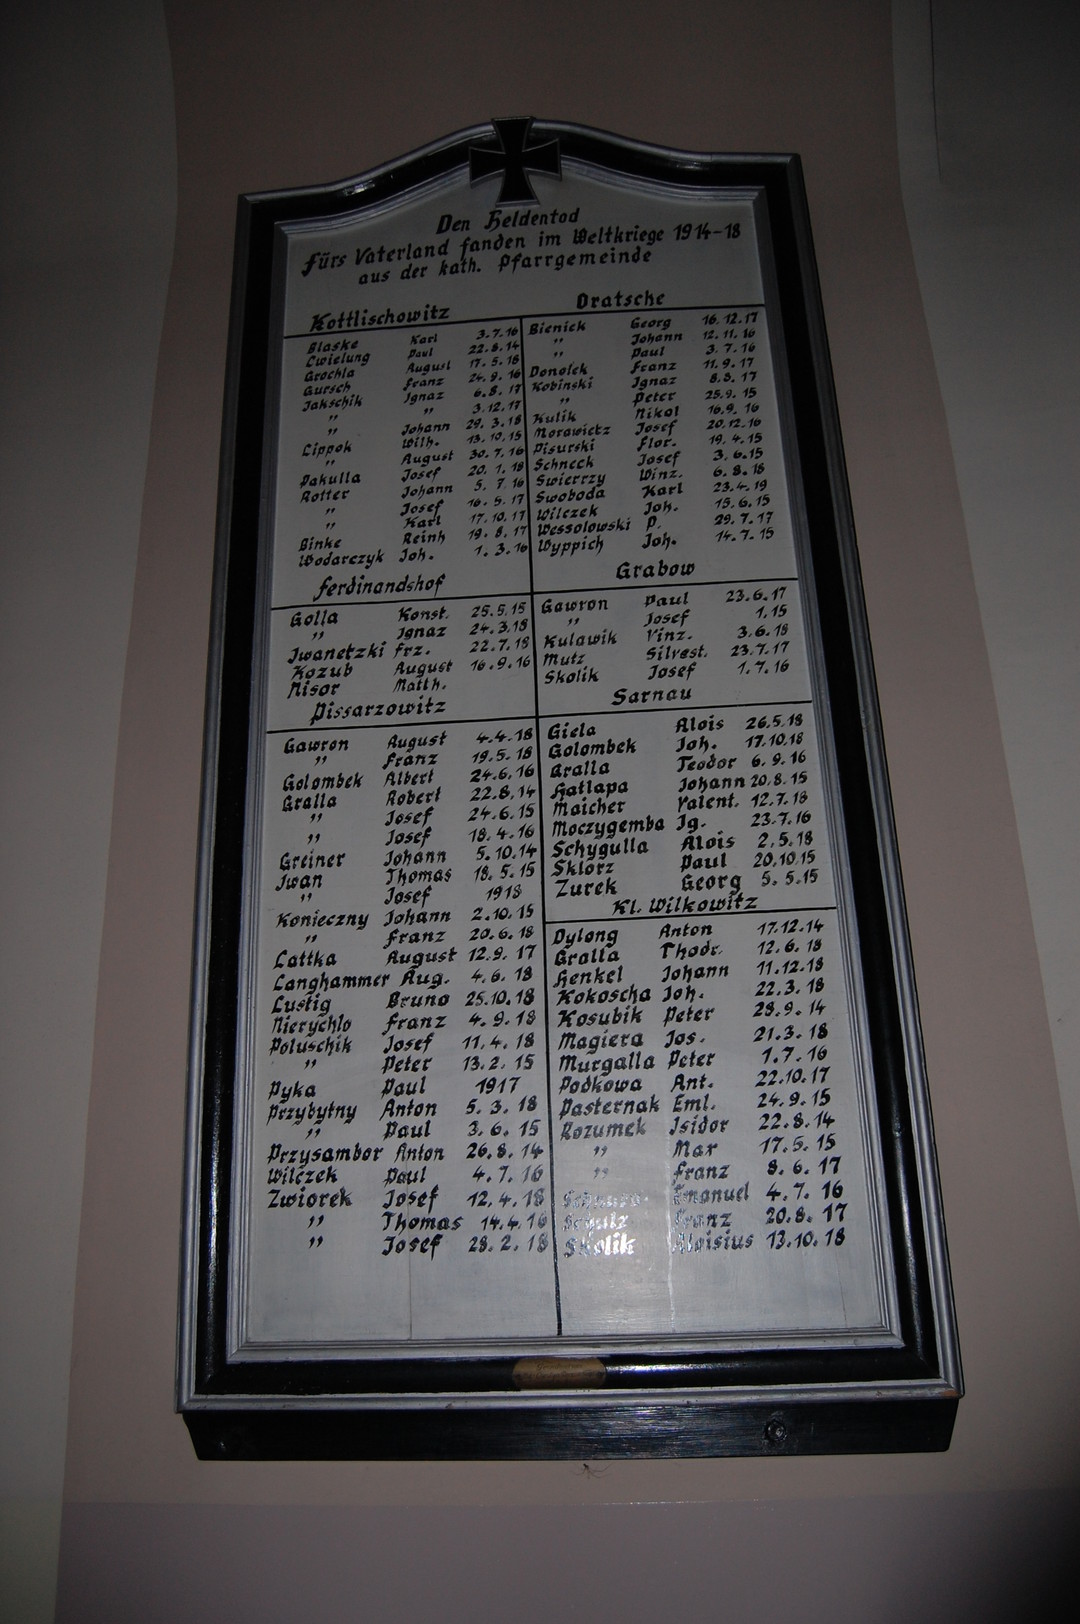 Den Heldentod
fürs Vaterland fanden im Weltkriege 1914-18
aus der kath. Pfarrgemeinde
Kottlischowitz
Blaske Karl 3.7.16
Cwielung Paul 22.8.14
Grochla August 17.5.18
Gursch Franz 24.9.16
Jakschik Ignaz 6.8.17
" " 3.12.17
" Johann 29.3.18
Lippok Wilh. 13.10.15
" August 30.7.16
Pakulla Josef 20.1.18
Rotter Johann 5.7.16
" Josef 16.5.17
" Karl 17.10.17
Binke Reinh 19.8.17
Wodarczyk Joh. 1.3.16
Ferdinandshof
Golla Konst. 25.5.15
" Ignaz 24.3.18
Jwanetzki Frz. 22.7.18
Kozub August 16.9.16
Nisor Matth.
Pissarzowitz
Gawron August 4.4.18
" Franz 19.5.18
Golombek Albert 24.6.16
Gralla Robert 22.8.14
" Josef 24.6.15
" Josef 18.4.16
Greiner Johann 5.10.14
Jwan Thomas 18.5.15
" Josef 1918
Konieczny Johann 2.10.15
" Franz 20.6.18
Lattka August 12.9.17
Langhammer Aug. 4.6.18
Lustig Bruno 25.10.18
Nierychlo Franz 4.9.18
Poluschik Josef 11.4.18
" Peter 13.2.15
Pyka Paul 1917
Przybytny Anton 5.3.18
" Paul 3.6.15
Przysambor Anton 26.8.14
Wilczek Paul 4.7.16
Zwiorek Josef 12.4.18
" Thomas 14.4.16
" Josef 28.2.18
Dratsche
Bienick Georg 16.12.17
" Johann 12.11.16
" Paul 3.7.16
Donolek Franz 11.9.17
Kobinski Ignaz 8.3.17
" Peter 25.9.15
Kulik Nikol 16.9.16
Morawietz Josef 20.12.16
Pisurski Flor. 19.4.15
Schneck Josef 3.6.15
Swierzy Winz. 6.8.18
Swoboda Karl 23.4.19
Wilczek Joh. 15.6.15
Wessolowski P. 29.7.17
Wyppich Joh. 14.7.15
Grabow
Gawron Paul 23.6.17
" Josef 1.15
Kulawik Vinz. 3.6.18
Mutz Silvest. 23.7.17
Skolik Josef 1.7.16
Sarnau
Giela Alois 26.5.18
Golombek Joh. 17.10.18
Gralla Teodor 6.9.16
Hatlapa Johann 20.8.15
Maicher Valent. 12.7.18
Moczygemba Ig. 23.7.16
Schygulla Alois 2.5.18
Sklorz Paul 20.10.15
Zurek Georg 5.5.15
Kl. Wilkowitz
Dylong Anton 17.12.14
Gralla Thodr. 12.6.18
Henkel Johann 11.12.18
Kokoscha Joh. 22.3.18
Kosubik Peter 28.9.14
Magiera Jos. 21.3.18
Murgalla Peter 1.7.16
Podkowa Ant. 22.10.17
Pasternak Eml. 24.9.15
Rozumek Isidor 22.8.14
" Mar 17.5.15
" Franz 8.6.17
Emanuel 4.7.16
Schulz Franz 20.8.17
Skolik Aloisius 13.10.18